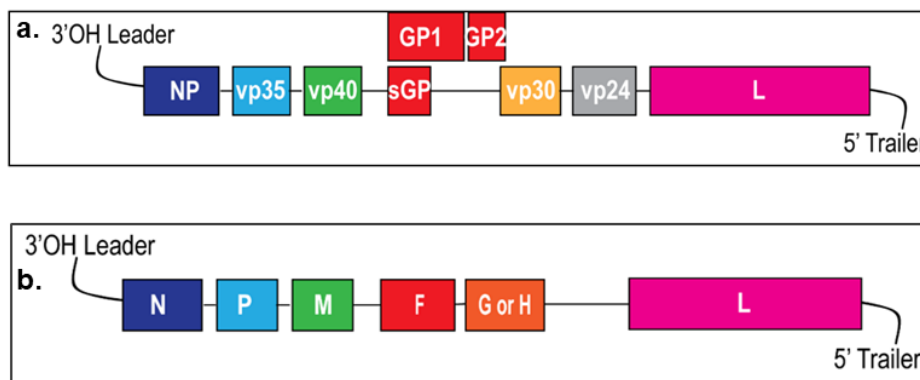 a.
3'OH Leader
GP1 GP2
NP vp35 vp40 sGP vp30 vp24 L
5' Trailer
3'OH Leader
b.
N P M F G or H L
5' Trailer